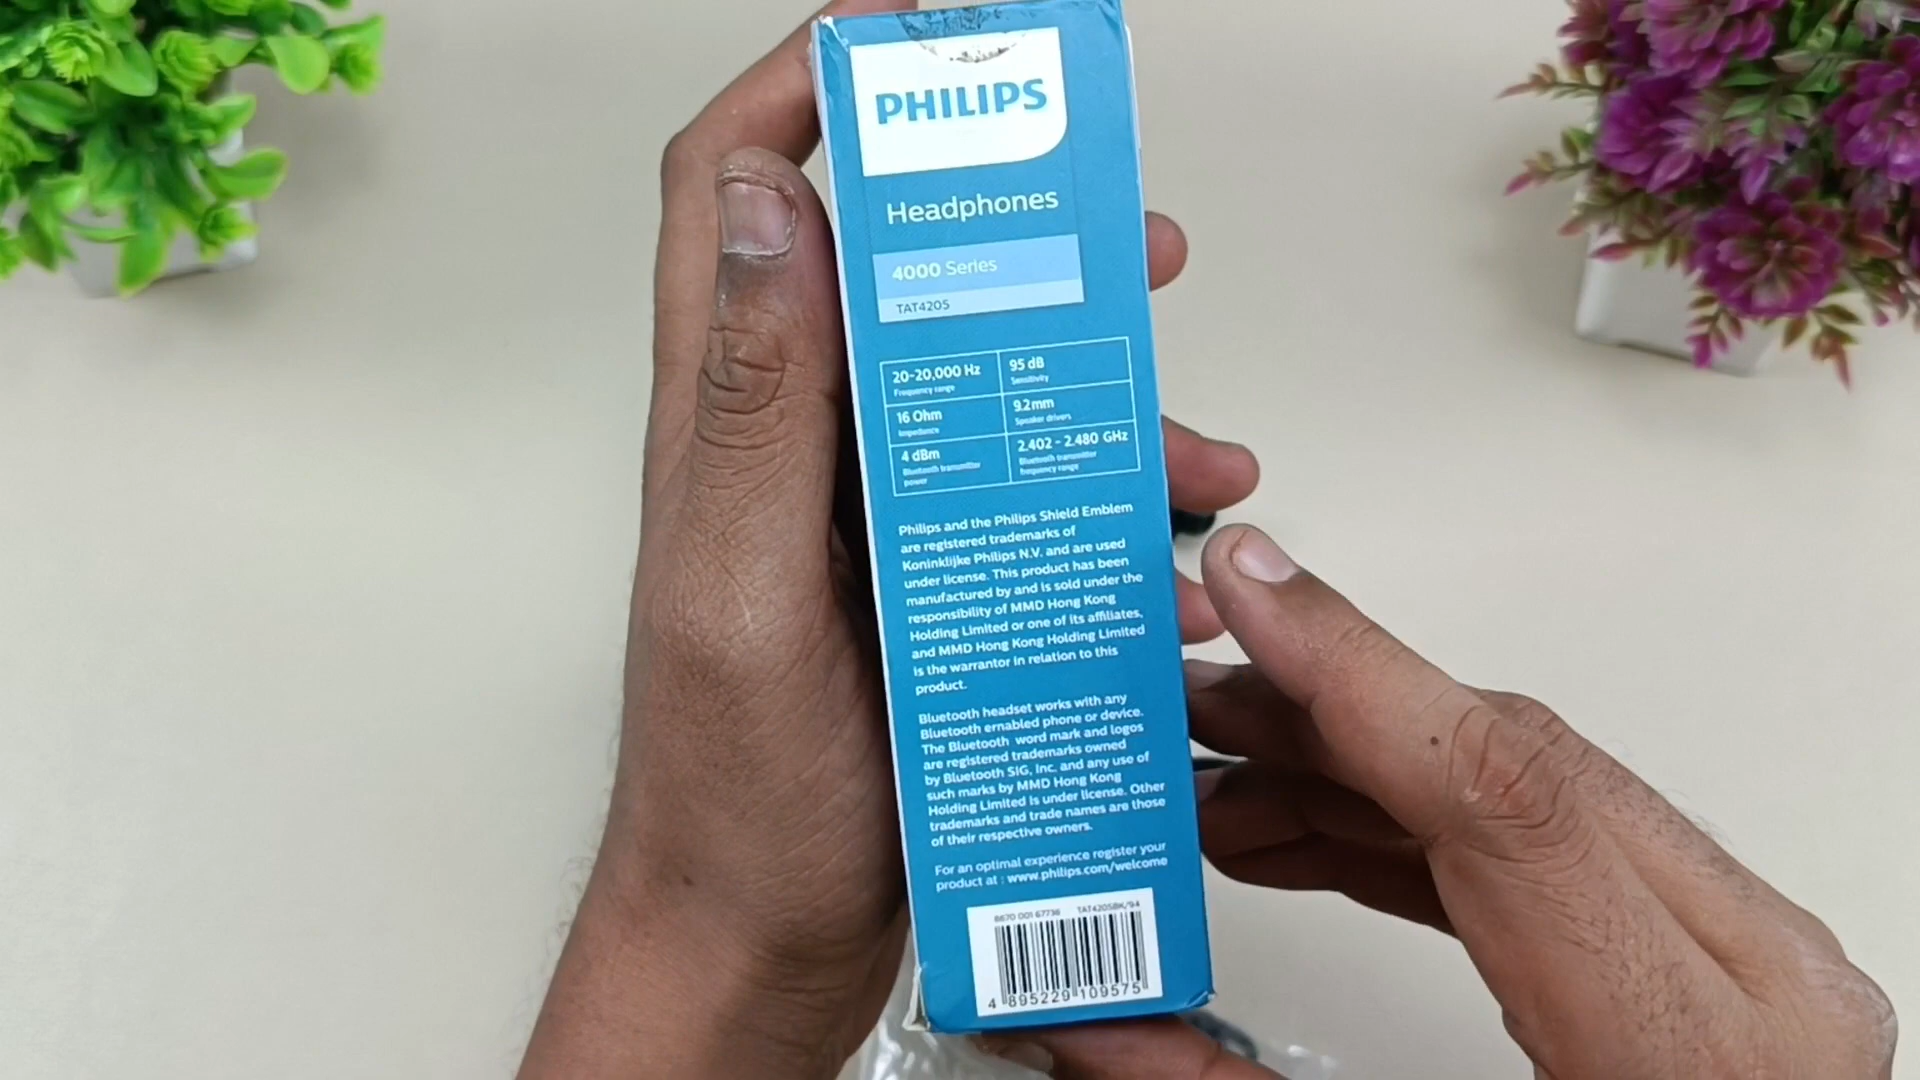 PHILIPS
Headphones
4000 Series
TAT4205
20-20,000 Hz
Frequency range
95 dB
Sensitivity
16 Ohm
Impedance
9.2mm
Speaker drivers
4 dBm
Bluetooth transmitter
power
2.402 - 2.480 GHz
Bluetooth transmitter
frequency range
Philips and the Philips Shield Emblem
are registered trademarks of
Koninklijke Philips N.V. and are used
under license. This product has been
manufactured by and is sold under the
responsibility of MMD Hong Kong
Holding Limited or one of its affiliates,
and MMD Hong Kong Holding Limited
is the warrantor in relation to this
product.
Bluetooth headset works with any
Bluetooth ernabled phone or device.
The Bluetooth word mark and logos
are registered trademarks owned
by Bluetooth SIG, Inc. and any use of
such marks by MMD Hong Kong
Holding Limited is under license. Other
trademarks and trade names are those
of their respective owners.
For an optimal experience register your
product at : www.philips.com/welcome
8670 001 67736 TAT4205BK/94
4 895229 109575